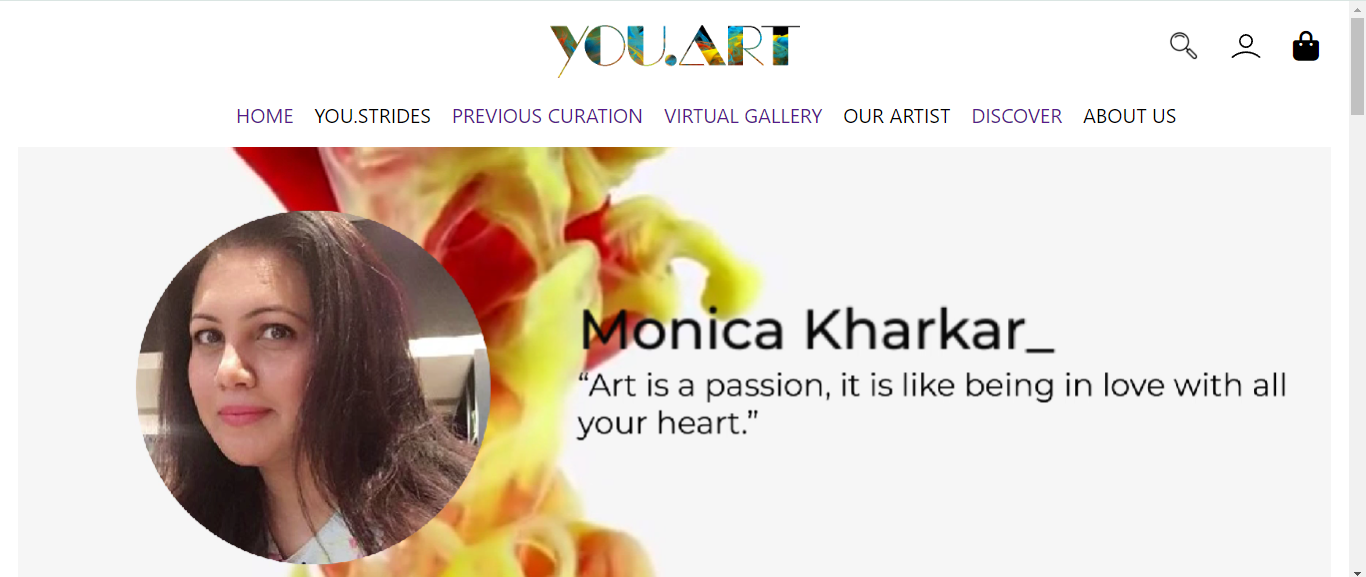 YOU.ART
HOME YOU.STRIDES PREVIOUS CURATION VIRTUAL GALLERY OUR ARTIST DISCOVER ABOUT US
Monica Kharkar_
“Art is a passion, it is like being in love with all
your heart.”